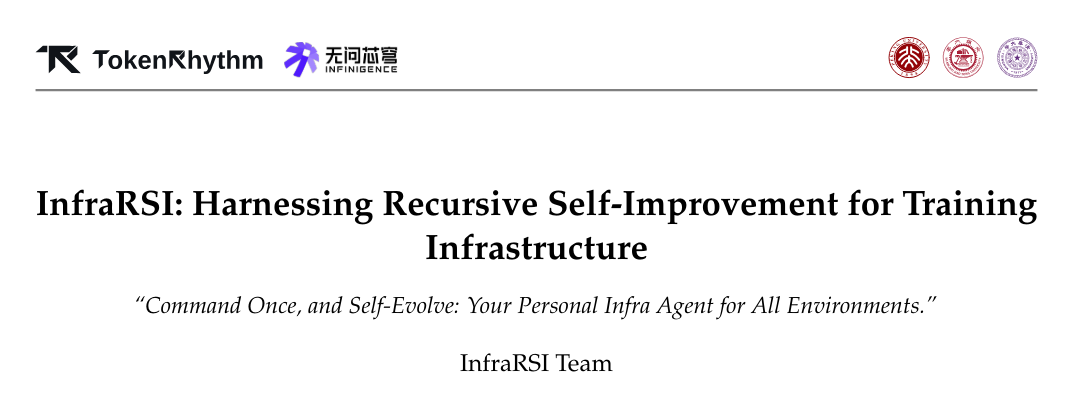 TokenRhythm 无问芯穹
INFINIGENCE
InfraRSI: Harnessing Recursive Self-Improvement for Training
Infrastructure
“Command Once, and Self-Evolve: Your Personal Infra Agent for All Environments.”
InfraRSI Team